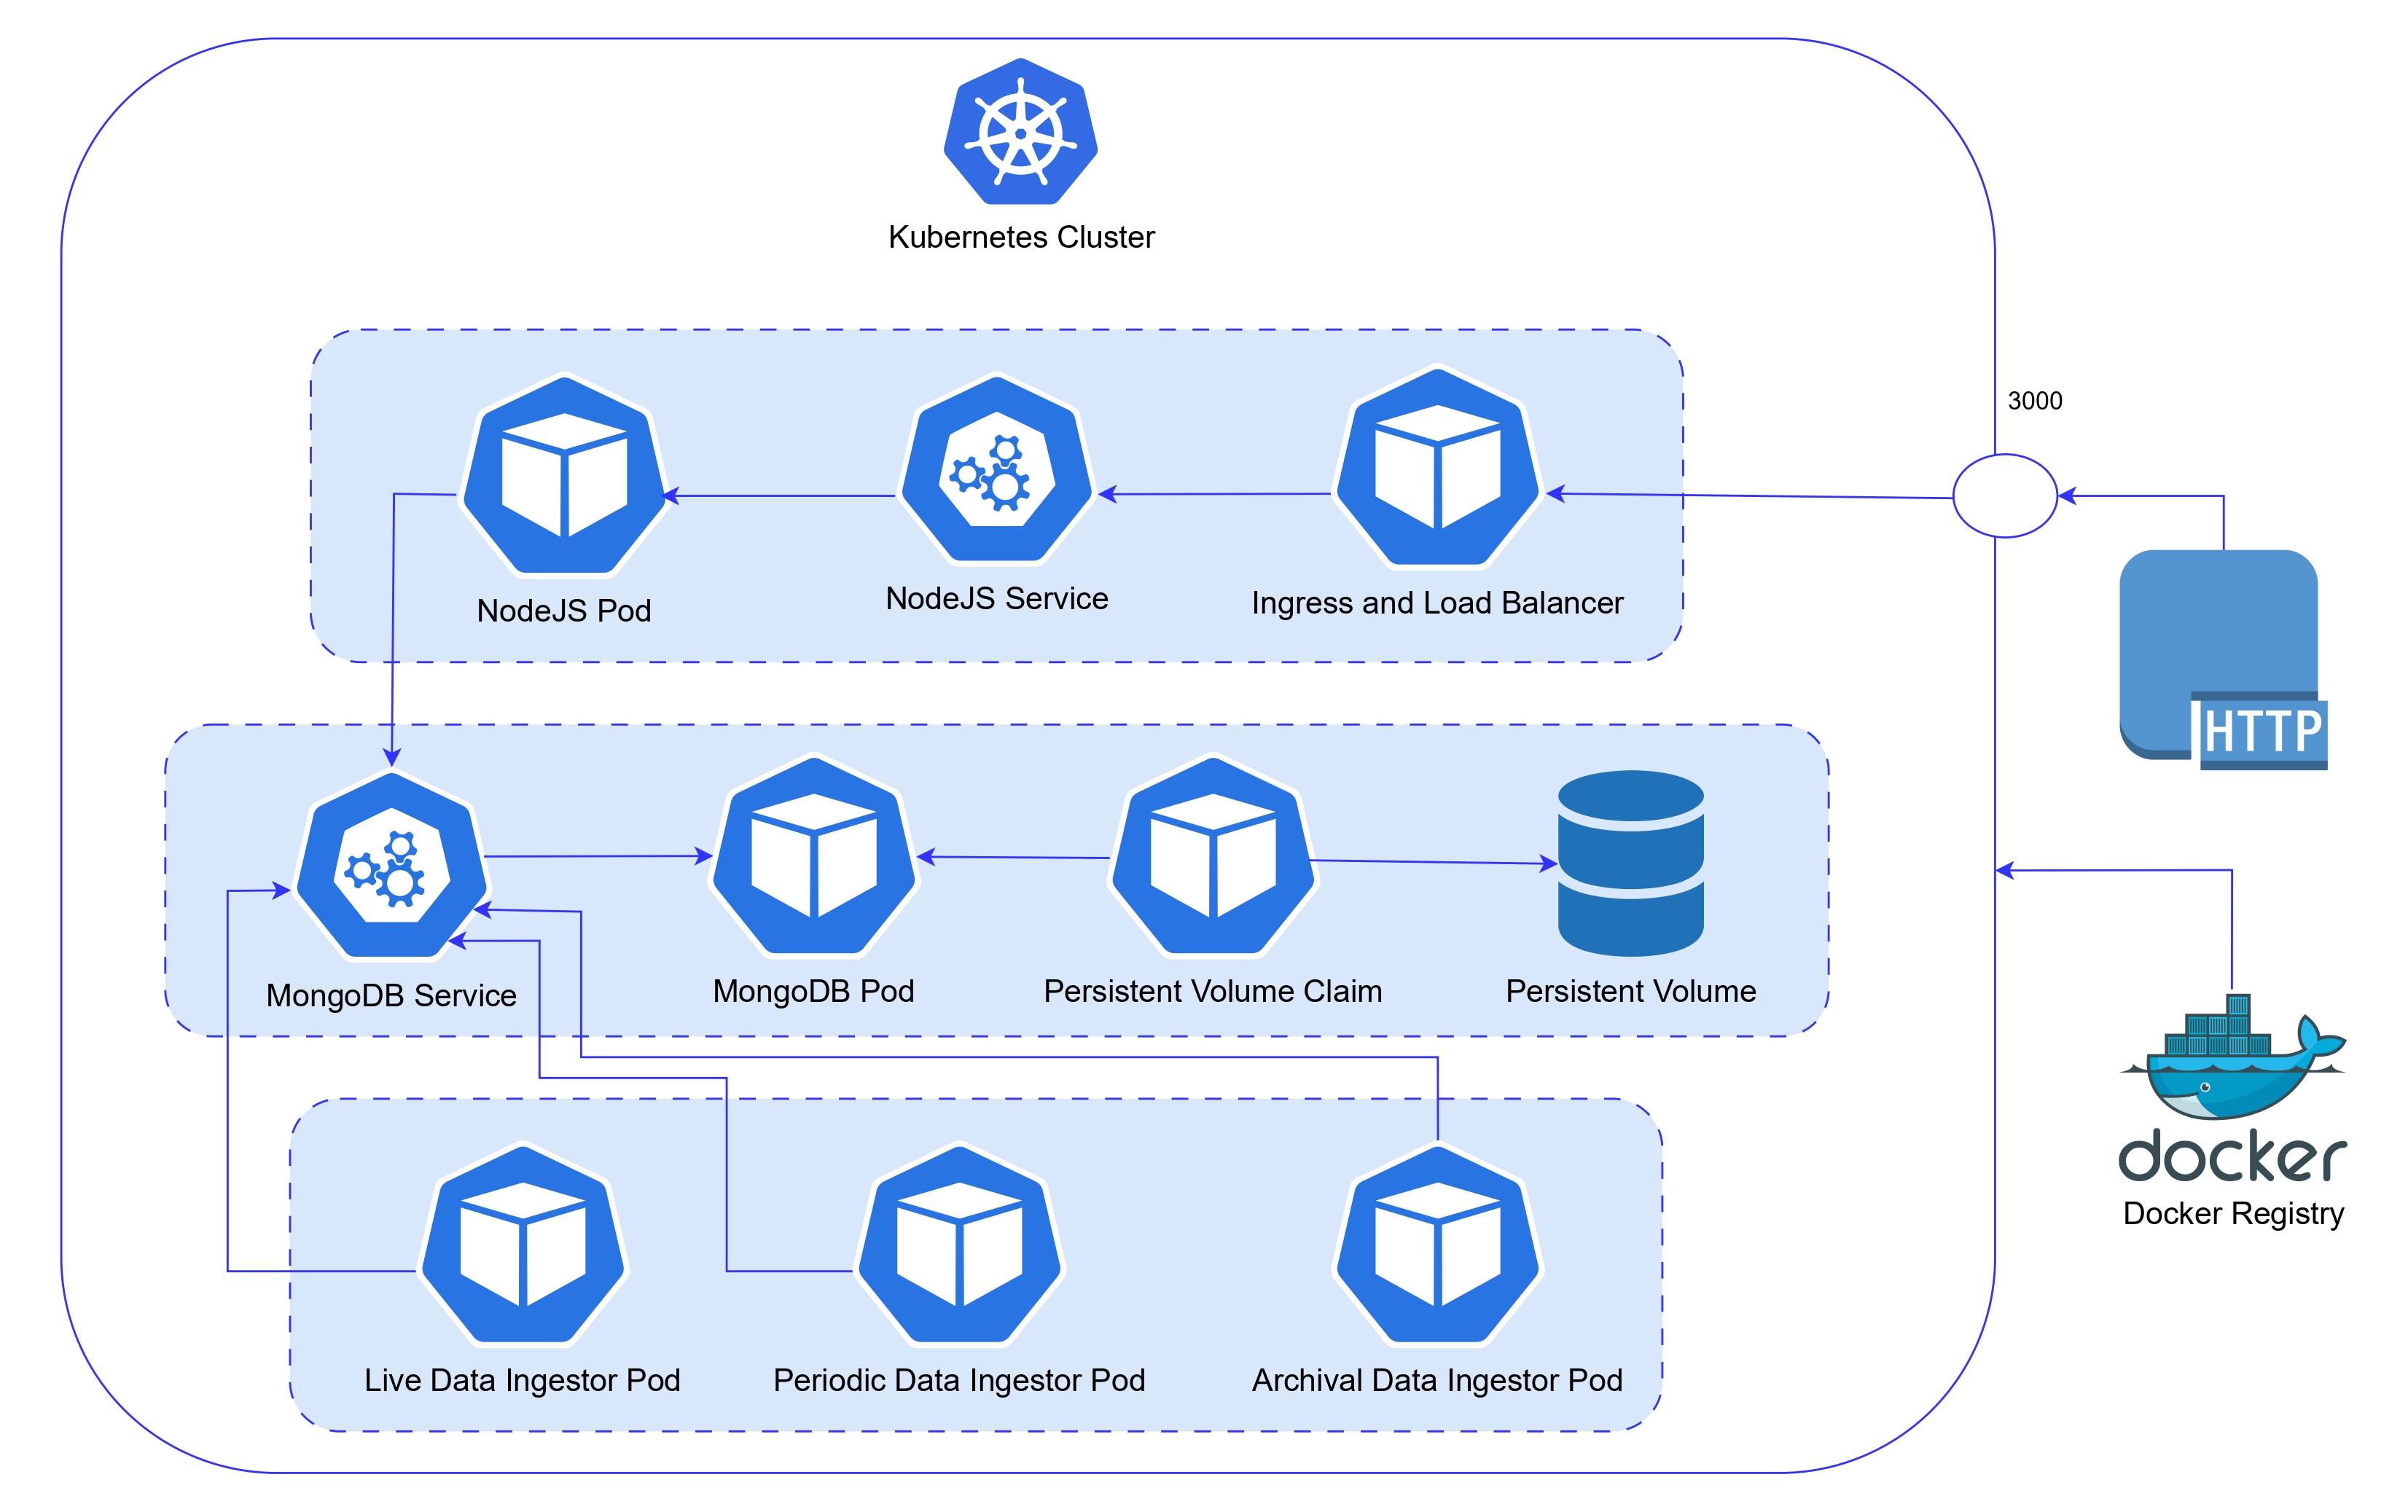 Kubernetes Cluster
3000
NodeJS Pod
NodeJS Service
Ingress and Load Balancer
HTTP
MongoDB Service
MongoDB Pod
Persistent Volume Claim
Persistent Volume
docker
Docker Registry
Live Data Ingestor Pod
Periodic Data Ingestor Pod
Archival Data Ingestor Pod